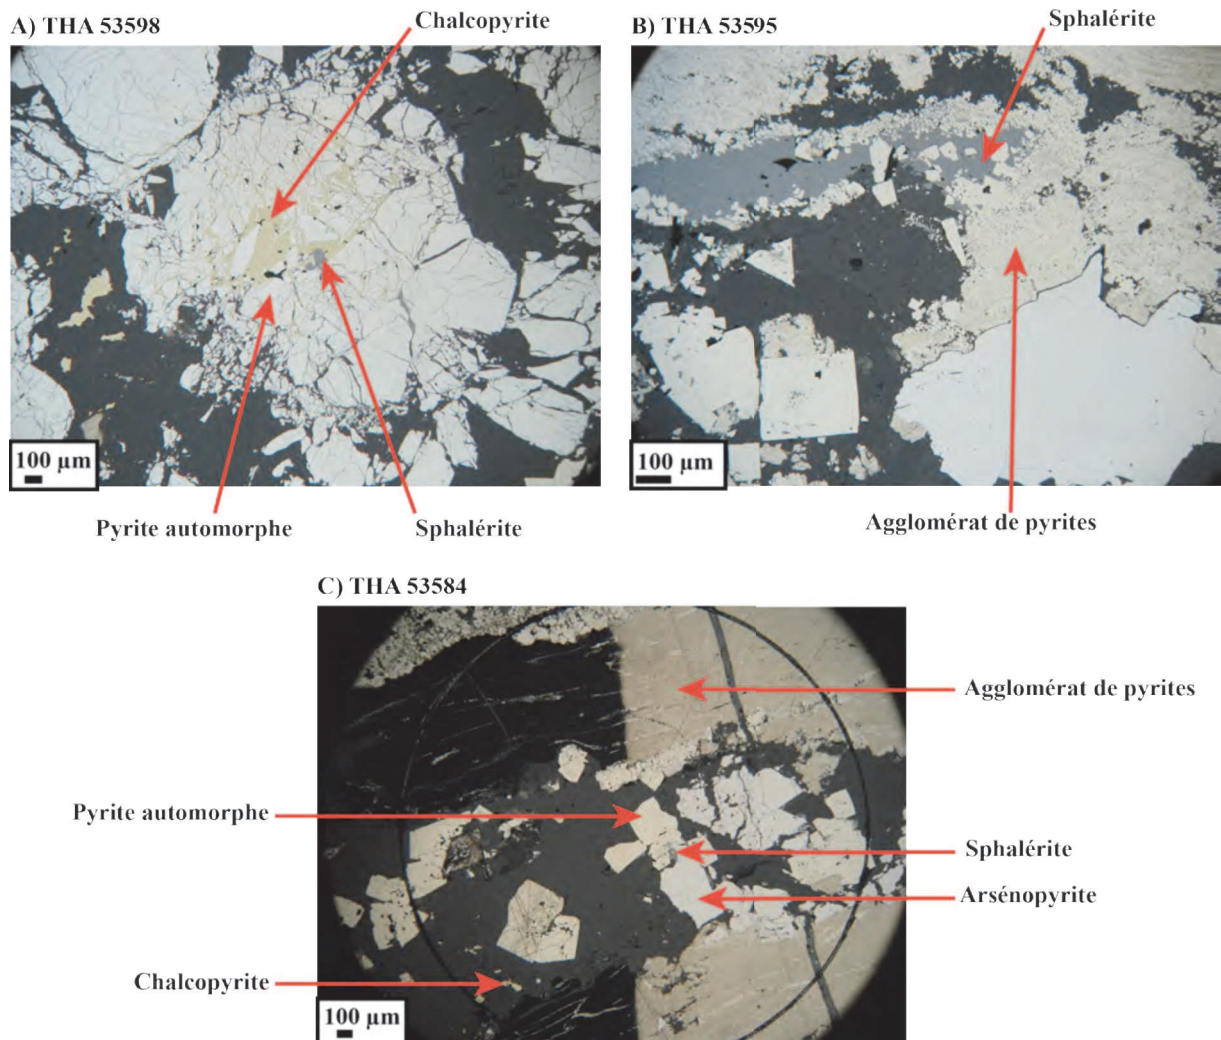 A) THA 53598
Chalcopyrite
100 µm
Pyrite automorphe
Sphalérite
B) THA 53595
Sphalérite
100 µm
Agglomérat de pyrites
C) THA 53584
Agglomérat de pyrites
Pyrite automorphe
Sphalérite
Arsénopyrite
Chalcopyrite
100 µm